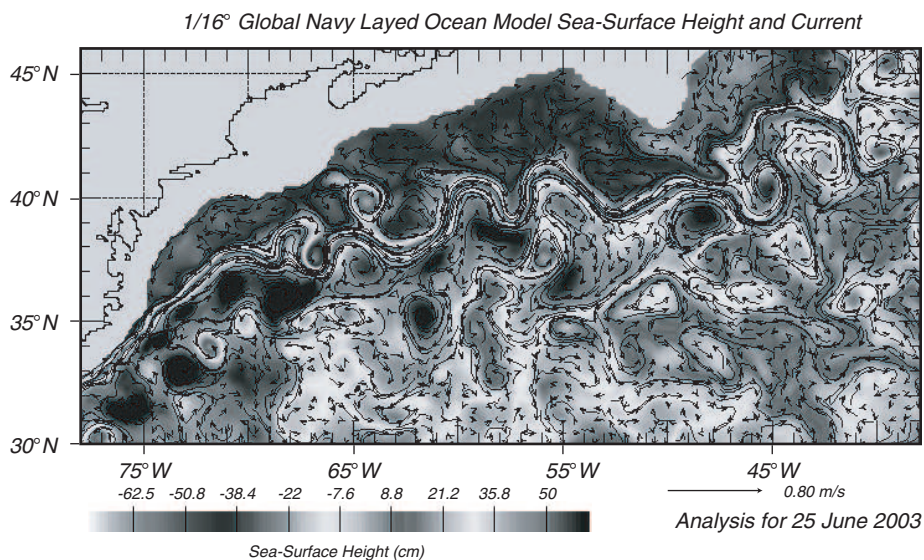 1/16° Global Navy Layed Ocean Model Sea-Surface Height and Current
45°N
40°N
35°N
30°N
75°W 65°W 55°W 45°W
-62.5 -50.8 -38.4 -22 -7.6 8.8 21.2 35.8 50
0.80 m/s
Analysis for 25 June 2003
Sea-Surface Height (cm)